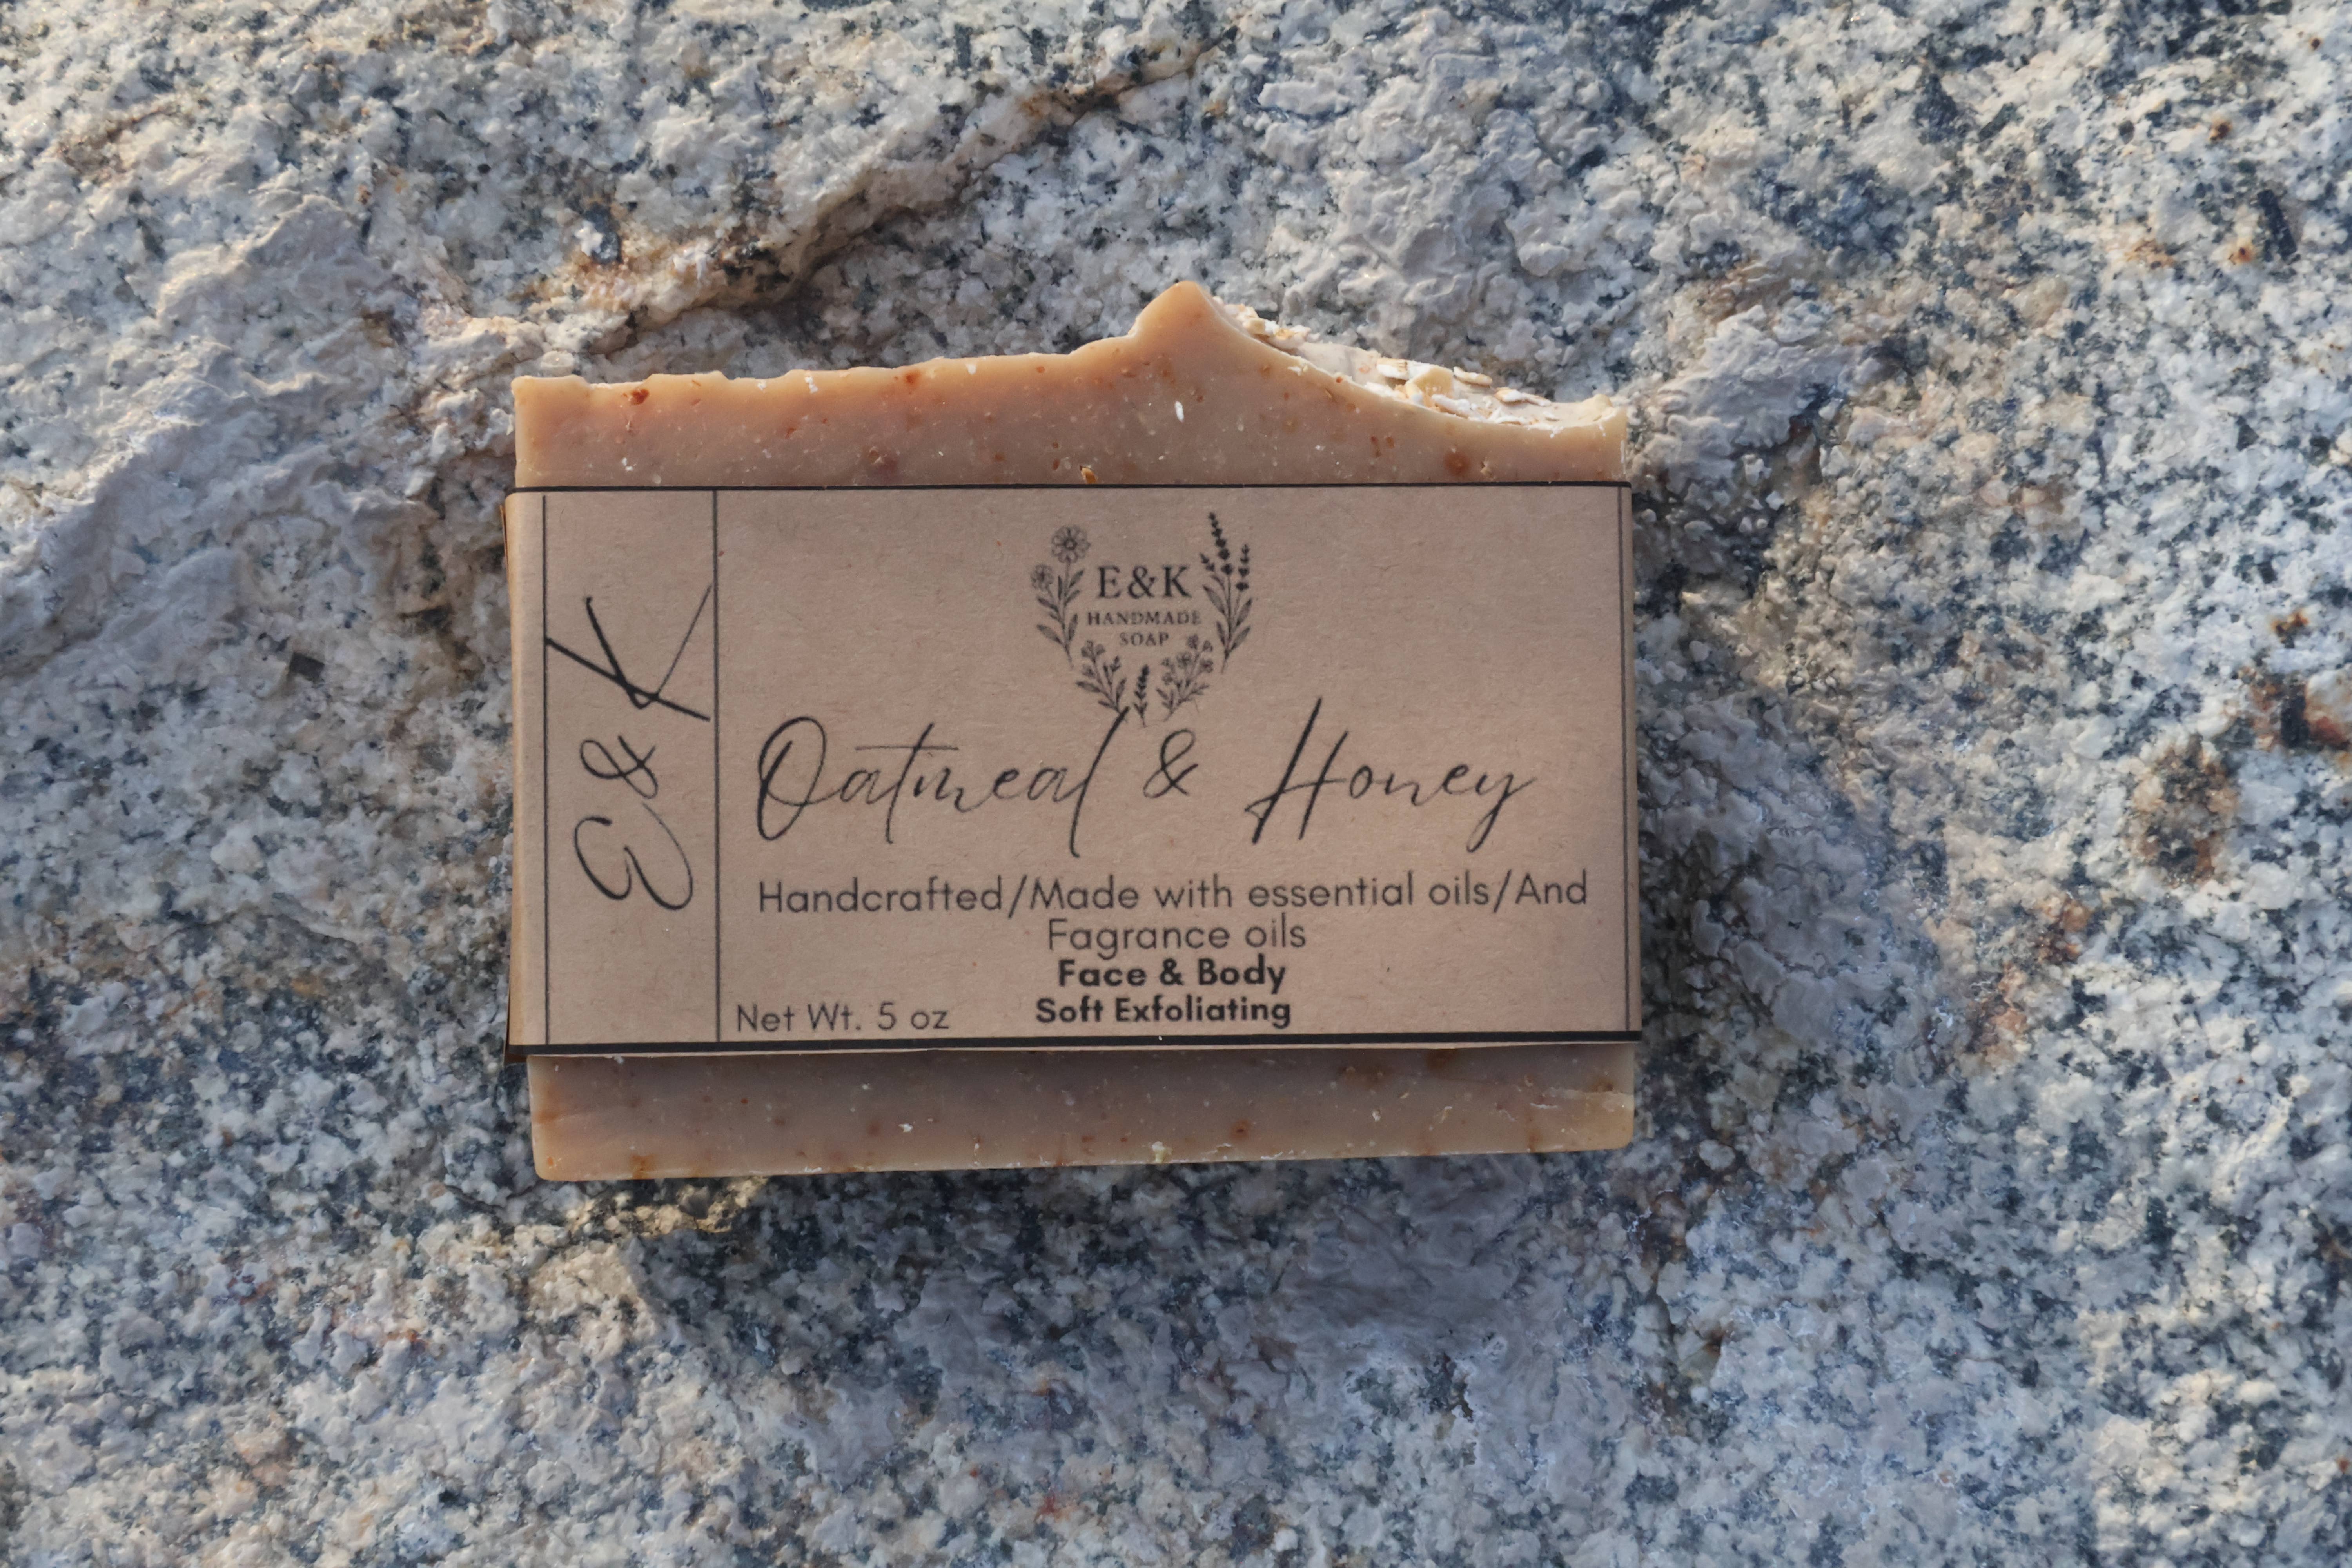 E&K
E&K
HANDMADE
SOAP
Oatmeal & Honey
Handcrafted/Made with essential oils/And
Fagrance oils
Face & Body
Soft Exfoliating
Net Wt. 5 oz